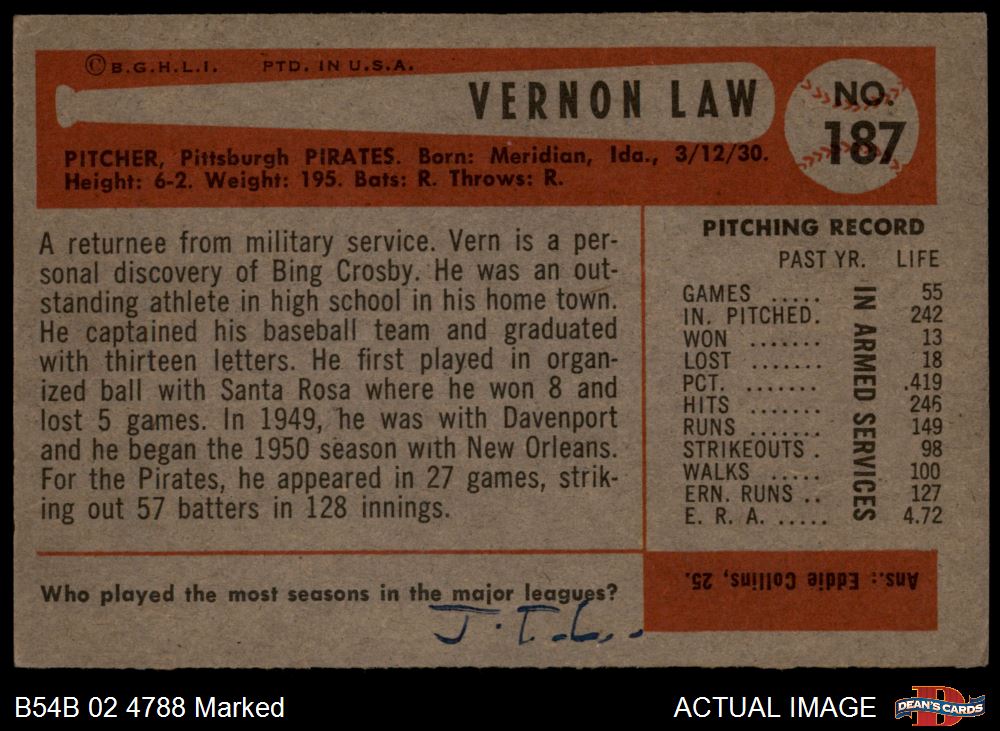 © B.G.H.L.I. PTD. IN U.S.A.
VERNON LAW
NO.
187
PITCHER, Pittsburgh PIRATES. Born: Meridian, Ida., 3/12/30.
Height: 6-2. Weight: 195. Bats: R. Throws: R.
A returnee from military service. Vern is a per-
sonal discovery of Bing Crosby. He was an out-
standing athlete in high school in his home town.
He captained his baseball team and graduated
with thirteen letters. He first played in organ-
ized ball with Santa Rosa where he won 8 and
lost 5 games. In 1949, he was with Davenport
and he began the 1950 season with New Orleans.
For the Pirates, he appeared in 27 games, strik-
ing out 57 batters in 128 innings.
PITCHING RECORD
PAST YR. LIFE
GAMES ..... 55
IN. PITCHED. 242
WON ....... 13
LOST ....... 18
PCT. ....... .419
HITS ....... 246
RUNS ....... 149
STRIKEOUTS . 98
WALKS ..... 100
ERN. RUNS .. 127
E. R. A. ..... 4.72
IN ARMED SERVICES
Who played the most seasons in the major leagues?
Ans.: Eddie Collins, 25.
J.T.L..
B54B 02 4788 Marked
ACTUAL IMAGE
D
DEAN'S CARDS